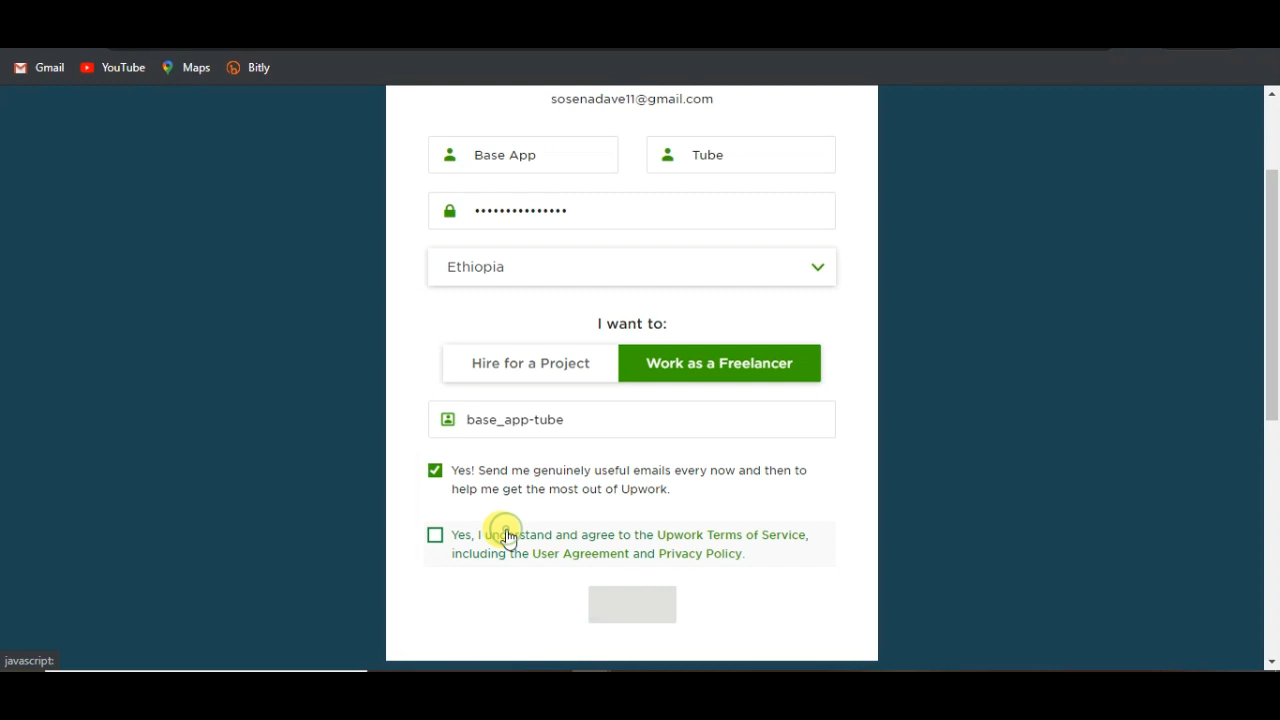 Gmail YouTube Maps Bitly
sosenadave11@gmail.com
Base App Tube
•••••••••••••••
Ethiopia
I want to:
Hire for a Project Work as a Freelancer
base_app-tube
Yes! Send me genuinely useful emails every now and then to
help me get the most out of Upwork.
Yes, I understand and agree to the Upwork Terms of Service,
including the User Agreement and Privacy Policy.
javascript: